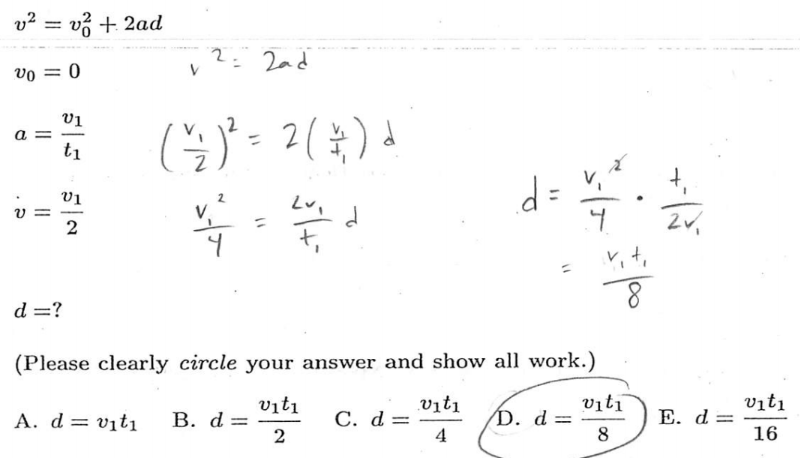 v² = v₀² + 2ad
v₀ = 0
v² = 2ad
a = v₁/t₁
(v₁/2)² = 2(v₁/t₁) d
v = v₁/2
v₁²/4 = 2v₁/t₁ d
d = v₁²/4 · t₁/2v₁
= v₁t₁/8
d =?
(Please clearly circle your answer and show all work.)
A. d = v₁t₁ B. d = v₁t₁/2 C. d = v₁t₁/4 D. d = v₁t₁/8 E. d = v₁t₁/16